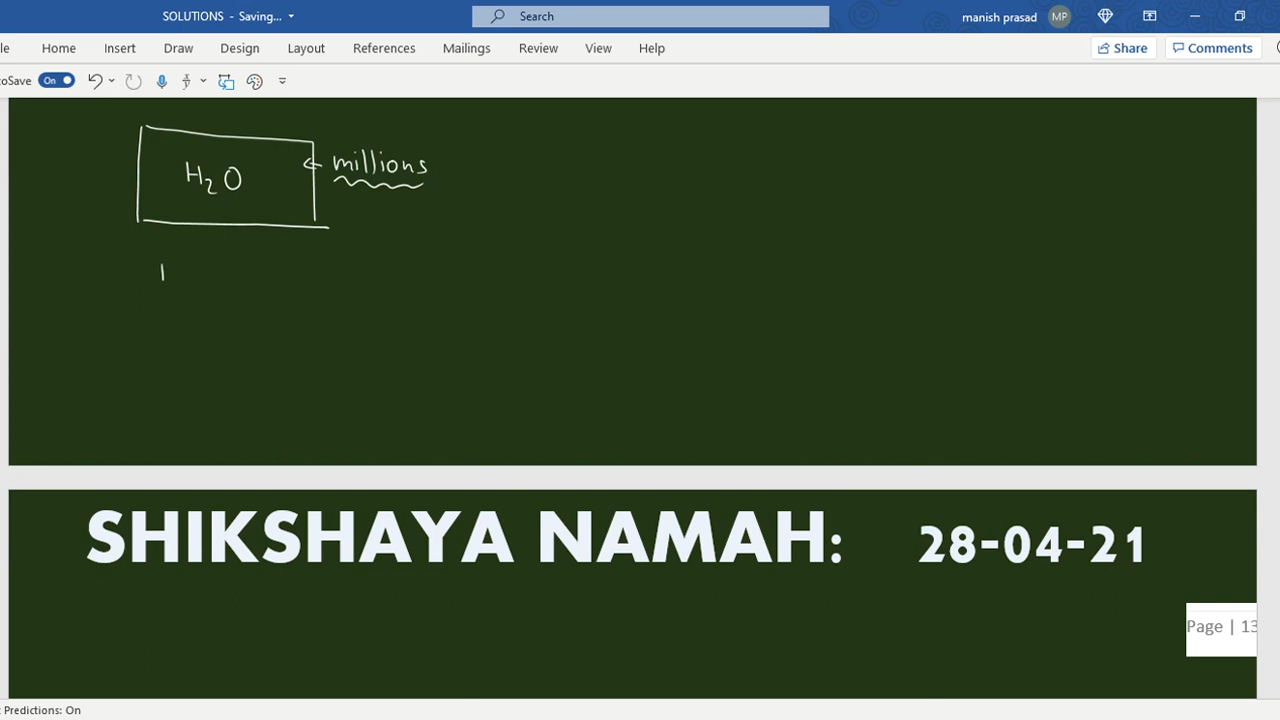 SOLUTIONS - Saving...
Search
manish prasad MP
le Home Insert Draw Design Layout References Mailings Review View Help Share Comments
oSave On
H₂O ← millions
SHIKSHAYA NAMAH: 28-04-21
Page | 13
Predictions: On